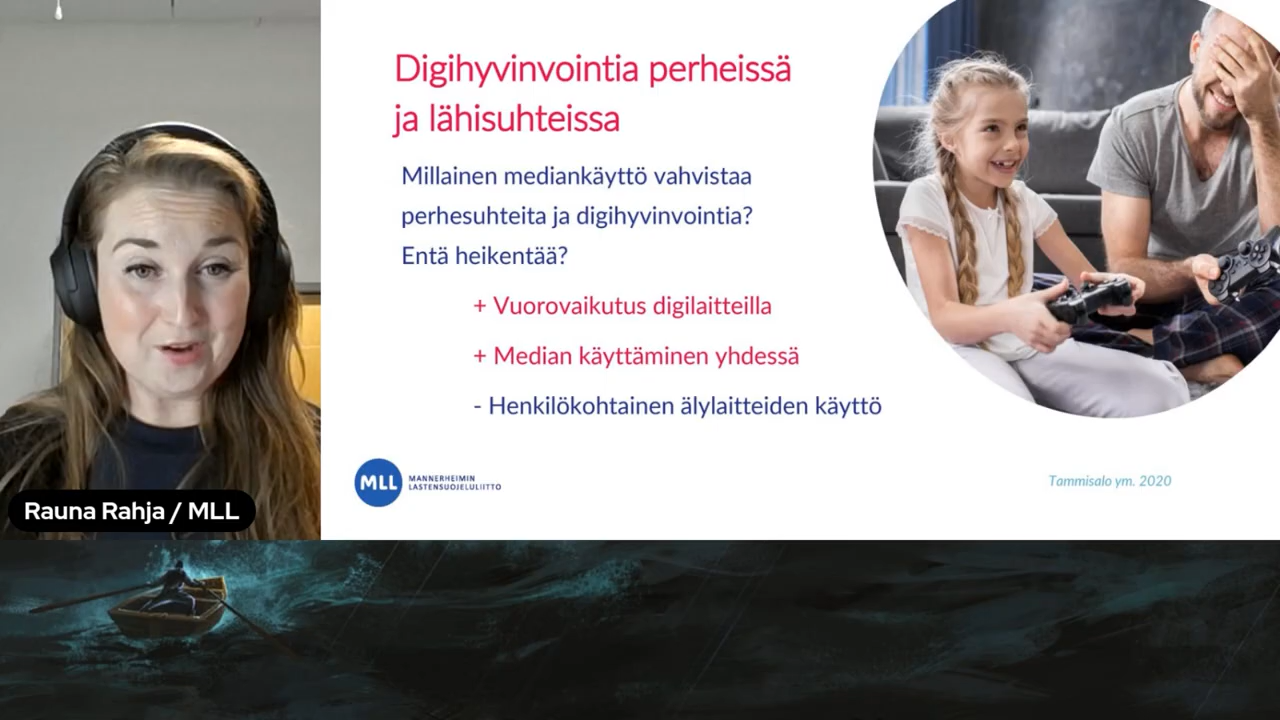 Digihyvinvointia perheissä
ja lähisuhteissa
Millainen mediankäyttö vahvistaa
perhesuhteita ja digihyvinvointia?
Entä heikentää?
+ Vuorovaikutus digilaitteilla
+ Median käyttäminen yhdessä
- Henkilökohtainen älylaitteiden käyttö
MLL
MANNERHEIMIN
LASTENSUOJELULIITTO
Tammisalo ym. 2020
Rauna Rahja / MLL